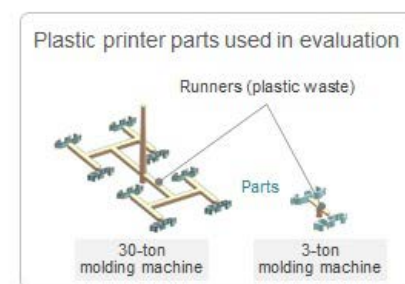 Plastic printer parts used in evaluation
Runners (plastic waste)
Parts
30-ton
molding machine
3-ton
molding machine